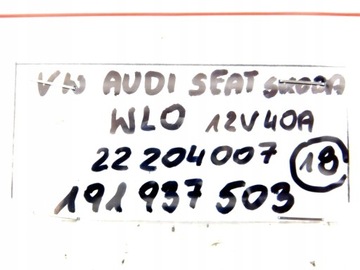 VW AUDI SEAT SKODA
WLO 12V40A
22204007 18
191937503